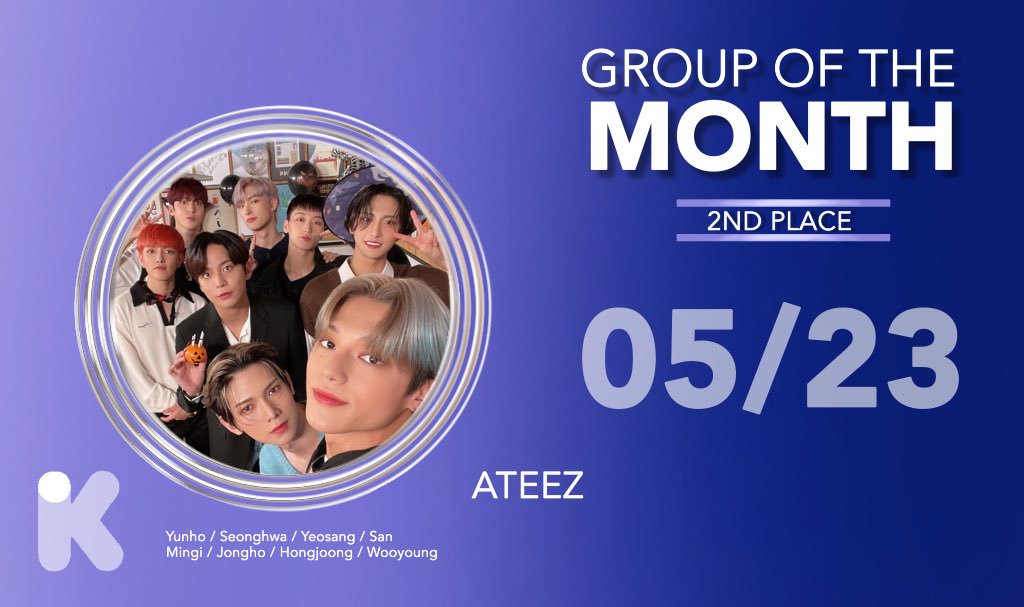 GROUP OF THE
MONTH
2ND PLACE
05/23
ATEEZ
K
Yunho / Seonghwa / Yeosang / San
Mingi / Jongho / Hongjoong / Wooyoung